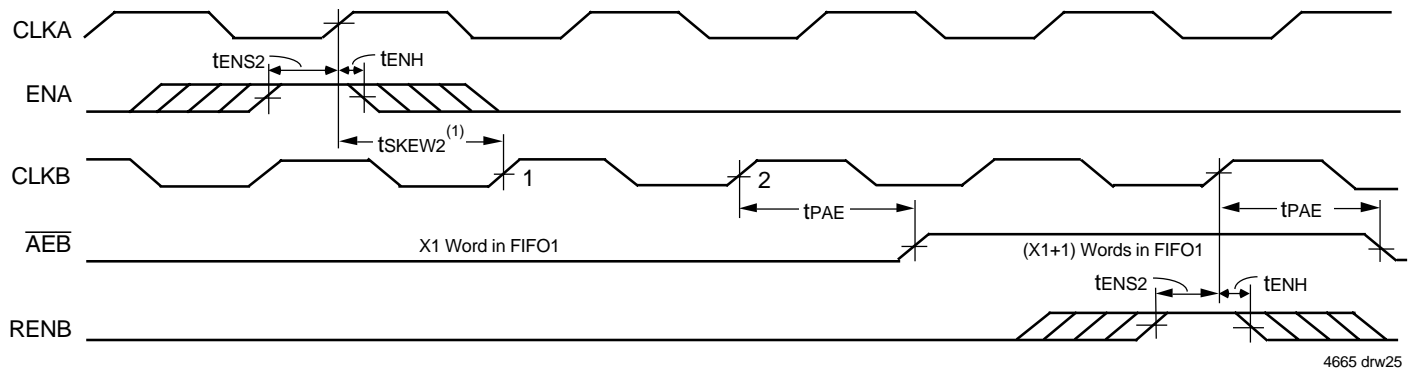 CLKA
tENS2 tENH
ENA
tSKEW2(1)
CLKB 1 2
tPAE tPAE
AEB X1 Word in FIFO1 (X1+1) Words in FIFO1
tENS2 tENH
RENB
4665 drw25